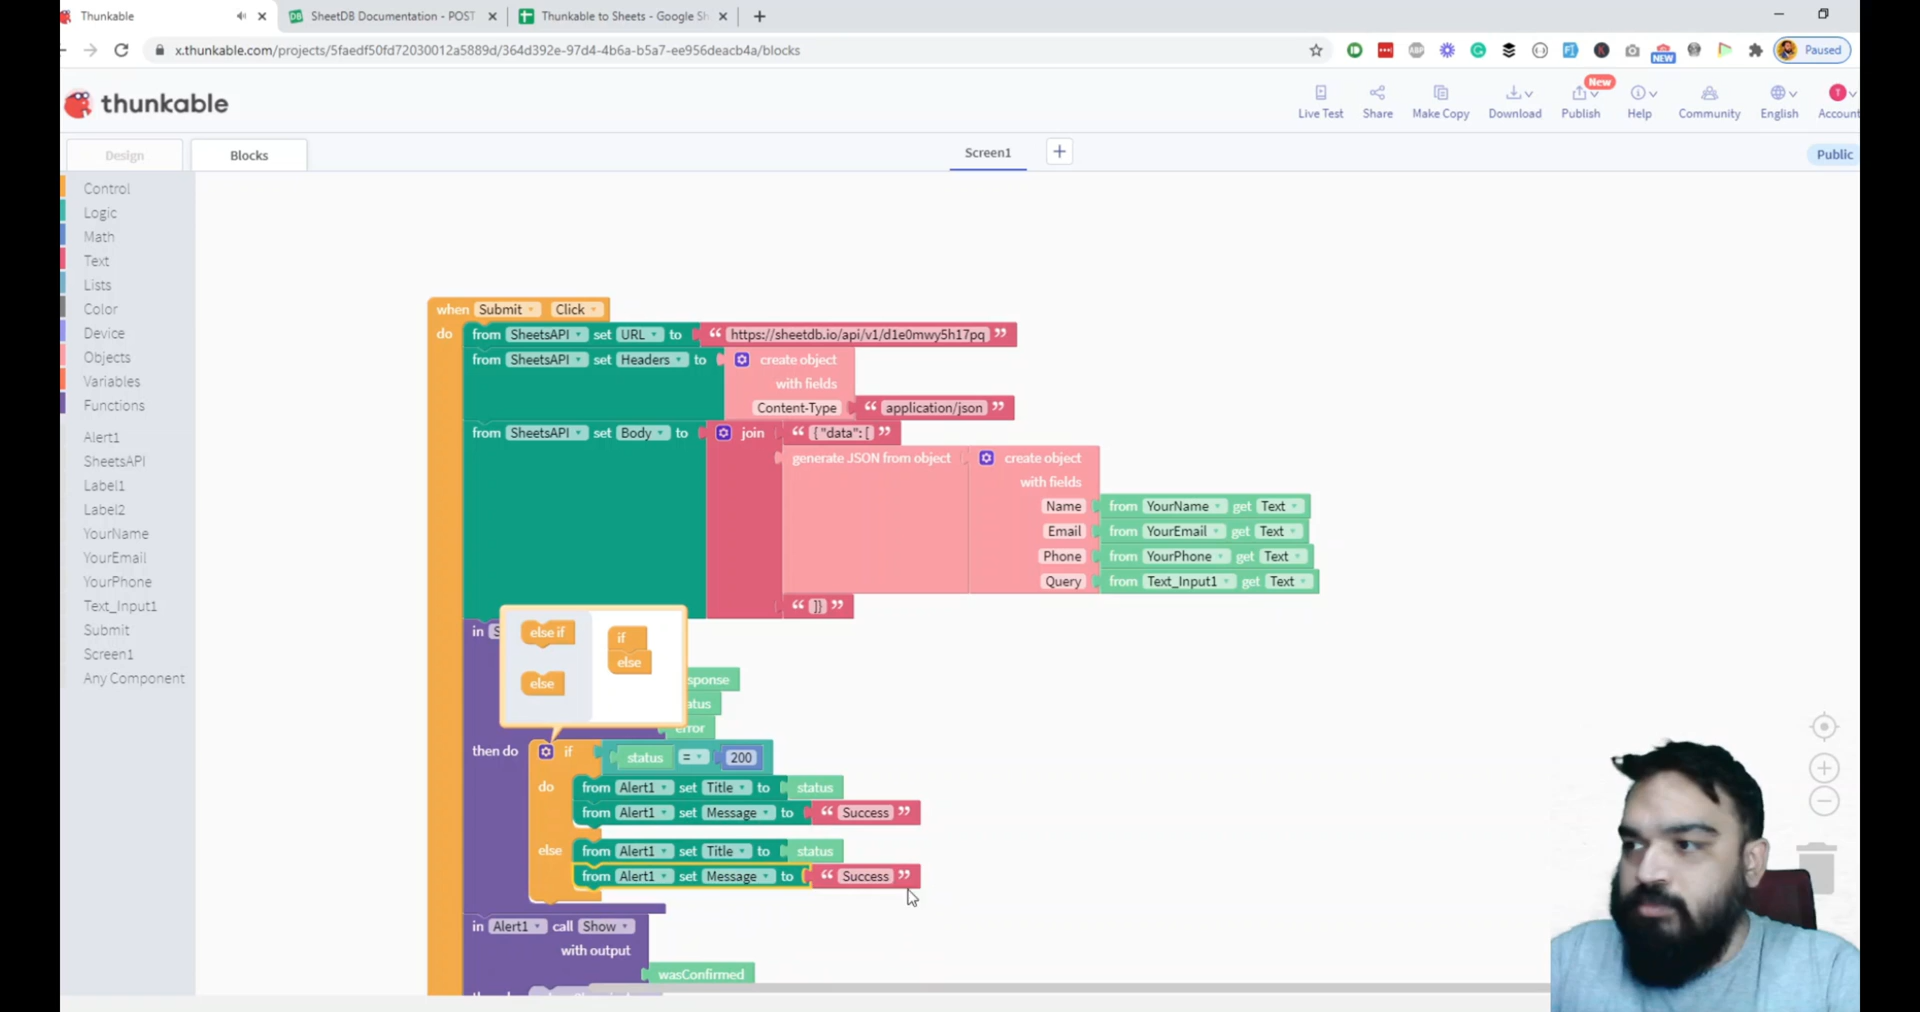 Thunkable
SheetDB Documentation - POST
Thunkable to Sheets - Google Sh
x.thunkable.com/projects/5faedf50fd72030012a5889d/364d392e-97d4-4b6a-b5a7-ee956deacb4a/blocks
ABP
NEW
Paused
thunkable
Live Test
Share
Make Copy
Download
New
Publish
Help
Community
English
T
Account
Design
Blocks
Screen1
Public
Control
Logic
Math
Text
Lists
Color
Device
Objects
Variables
Functions
Alert1
SheetsAPI
Label1
Label2
YourName
YourEmail
YourPhone
Text_Input1
Submit
Screen1
Any Component
when Submit Click
do from SheetsAPI set URL to “ https://sheetdb.io/api/v1/d1e0mwy5h17pq ”
from SheetsAPI set Headers to create object
with fields
Content-Type “ application/json ”
from SheetsAPI set Body to join “ {"data": [ ”
generate JSON from object create object
with fields
Name from YourName get Text
Email from YourEmail get Text
Phone from YourPhone get Text
Query from Text_Input1 get Text
“ ]} ”
in S
else if
else
if
else
sponse
atus
error
then do if status = 200
do from Alert1 set Title to status
from Alert1 set Message to “ Success ”
else from Alert1 set Title to status
from Alert1 set Message to “ Success ”
in Alert1 call Show
with output
wasConfirmed